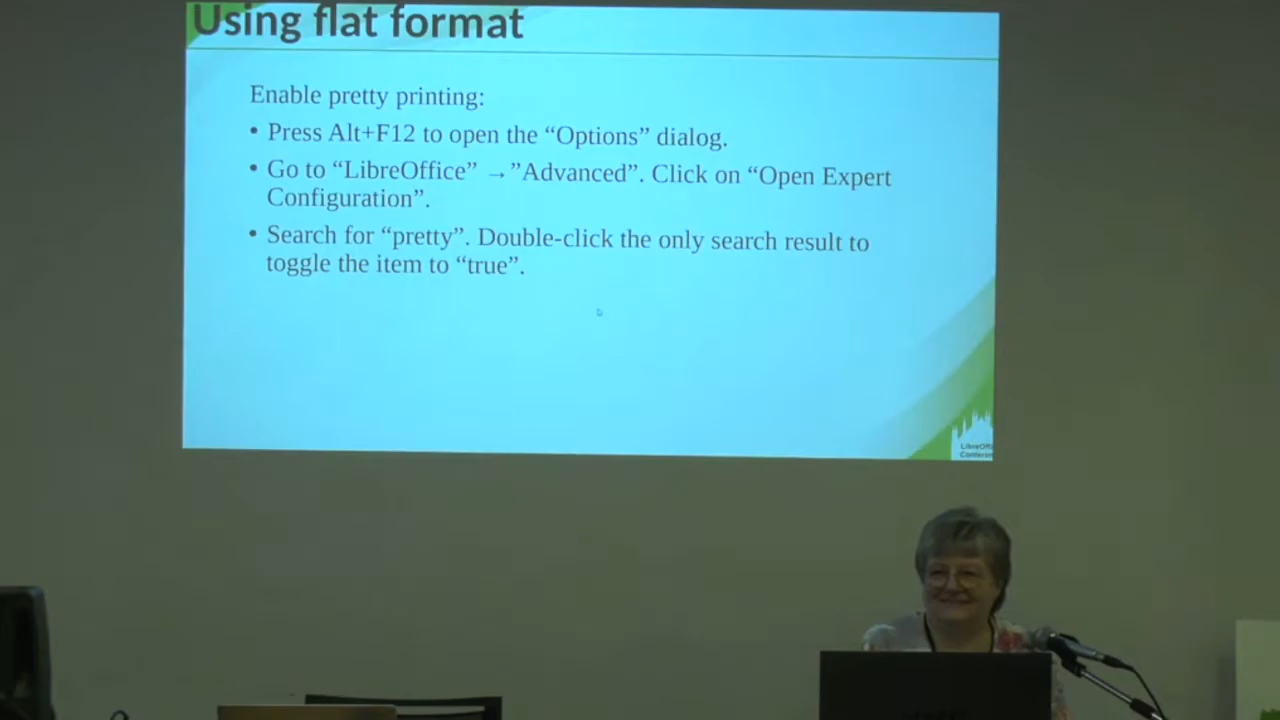 Using flat format
Enable pretty printing:
• Press Alt+F12 to open the “Options” dialog.
• Go to “LibreOffice” →”Advanced”. Click on “Open Expert
Configuration”.
• Search for “pretty”. Double-click the only search result to
toggle the item to “true”.